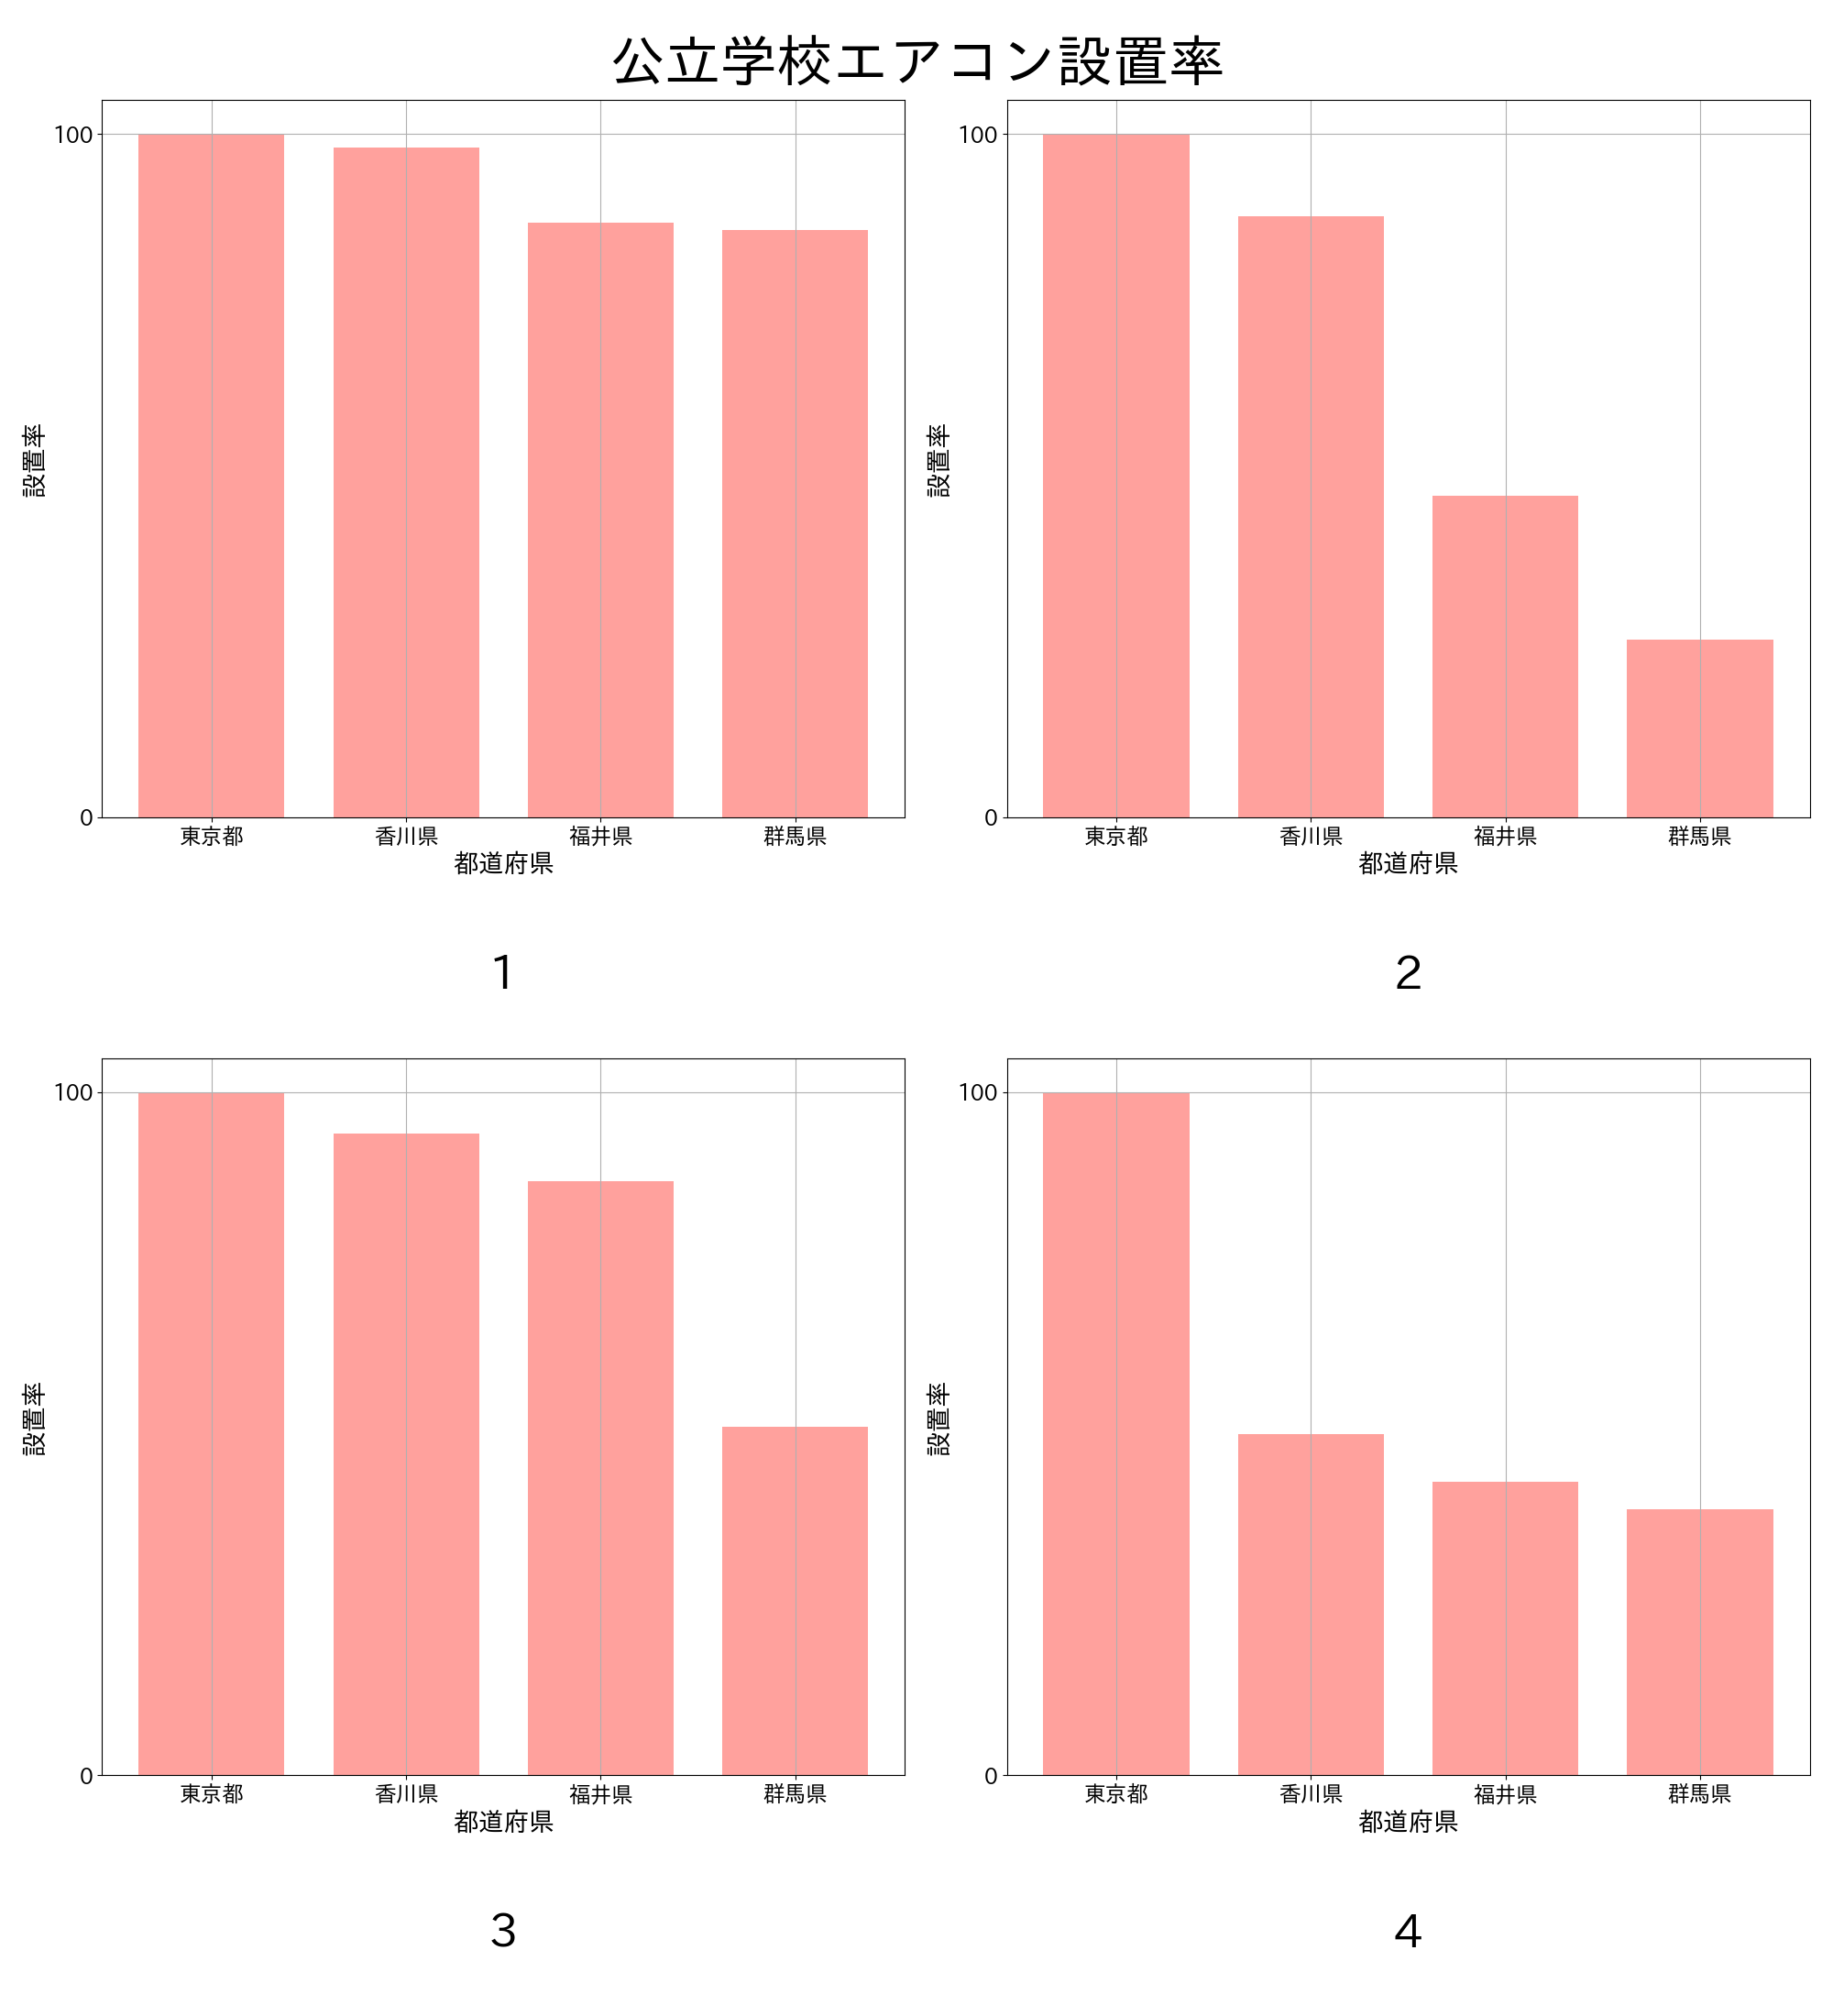 公立学校エアコン設置率
100
0
設置率
東京都 香川県 福井県 群馬県
都道府県
1
100
0
設置率
東京都 香川県 福井県 群馬県
都道府県
2
100
0
設置率
東京都 香川県 福井県 群馬県
都道府県
3
100
0
設置率
東京都 香川県 福井県 群馬県
都道府県
4